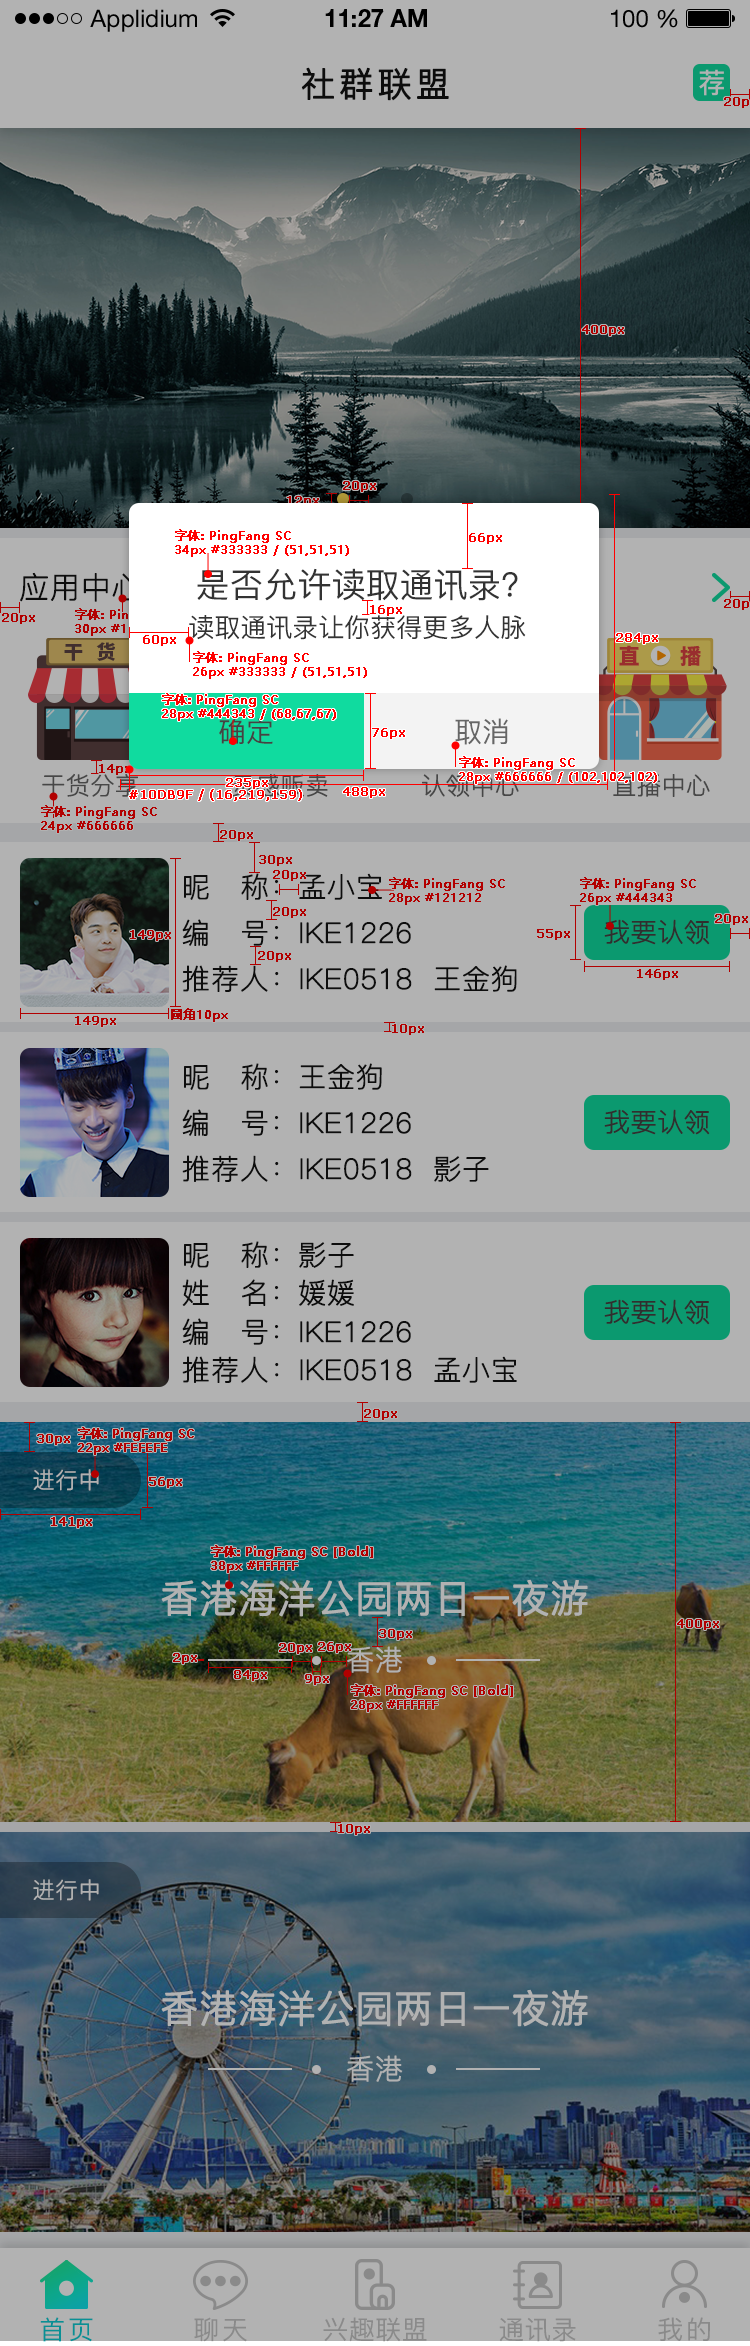 Applidium 11:27 AM 100 %
社群联盟 荐
20p
400px
20px
12px
66px
字体: PingFang SC
34px #333333 / (51,51,51)
是否允许读取通讯录?
应用中心
16px
20px
20p
字体: PingFang SC
30px #1
读取通讯录让你获得更多人脉
60px
284px
干 货
直 播
字体: PingFang SC
26px #333333 / (51,51,51)
字体: PingFang SC
28px #444343 / (68,67,67)
确定 取消
76px
字体: PingFang SC
28px #666666 / (102,102,102)
14px
235px
488px
#10DB9F / (16,219,159)
干货分享 惑贩卖 认领中心 直播中心
字体: PingFang SC
24px #666666
20px
30px
20px
昵 称: 孟小宝
字体: PingFang SC
28px #121212
字体: PingFang SC
26px #444343
20px
编 号: IKE1226
149px
55px
我要认领
20px
20px
推荐人: IKE0518 王金狗
146px
149px
圆角10px
10px
昵 称: 王金狗
编 号: IKE1226
我要认领
推荐人: IKE0518 影子
昵 称: 影子
姓 名: 媛媛
我要认领
编 号: IKE1226
推荐人: IKE0518 孟小宝
20px
30px
字体: PingFang SC
22px #FEFEFE
进行中
56px
141px
字体: PingFang SC [Bold]
38px #FFFFFF
香港海洋公园两日一夜游
400px
30px
2px
20px
26px
香港
84px
9px
字体: PingFang SC [Bold]
28px #FFFFFF
10px
进行中
香港海洋公园两日一夜游
香港
首页 聊天 兴趣联盟 通讯录 我的